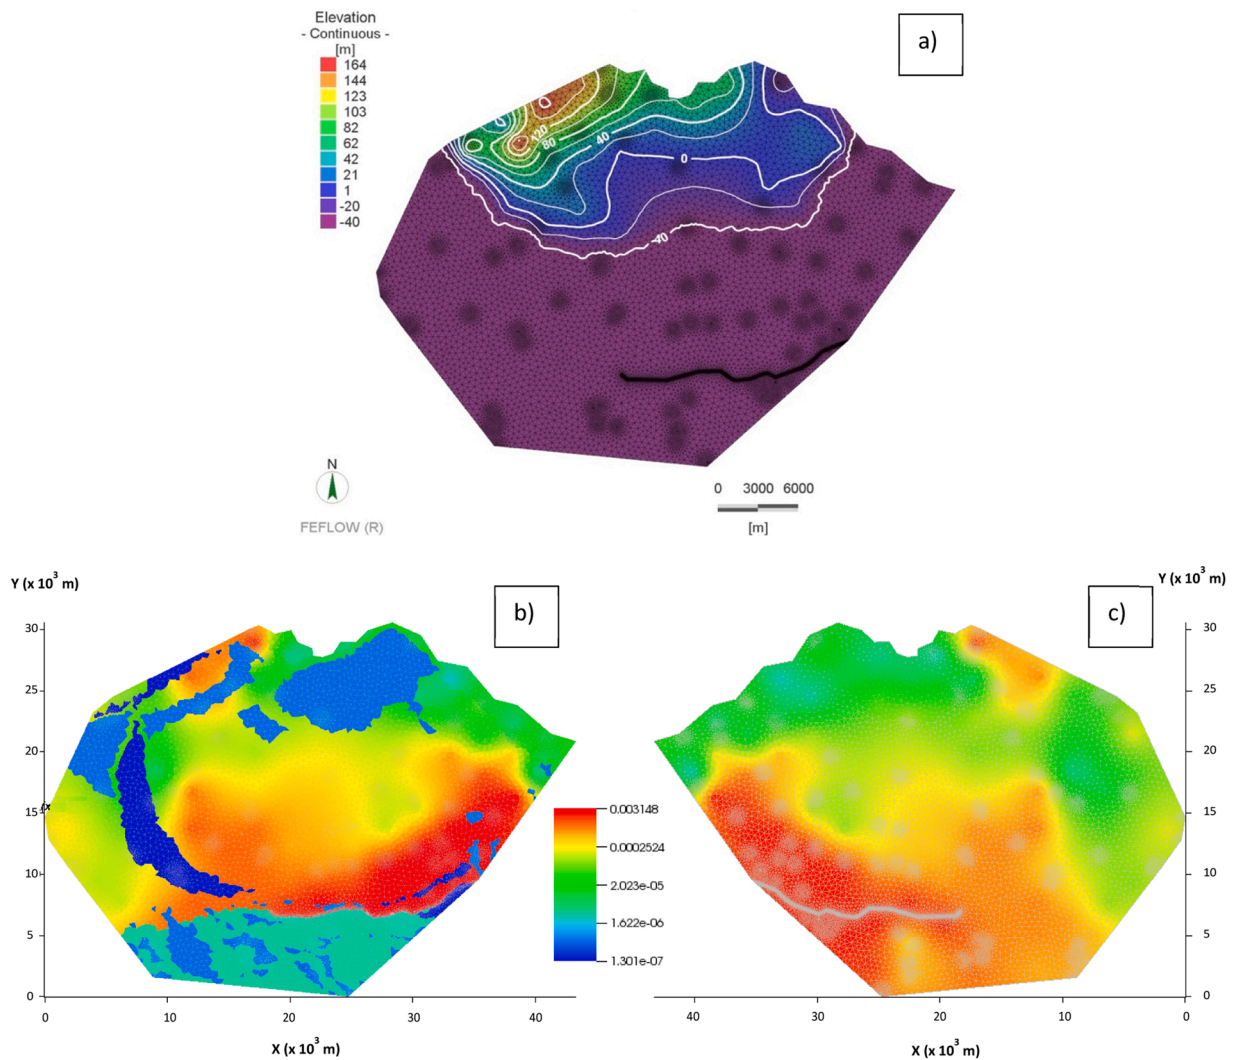 Elevation
- Continuous -
[m]
164
144
123
103
82
62
42
21
1
-20
-40
a)
120
80
40
0
-40
N
FEFLOW (R)
0 3000 6000
[m]
Y (x 10³ m)
b)
30
25
20
15
10
5
0
0 10 20 30 40
X (x 10³ m)
0.003148
0.0002524
2.023e-05
1.622e-06
1.301e-07
Y (x 10³ m)
c)
30
25
20
15
10
5
0
40 30 20 10 0
X (x 10³ m)